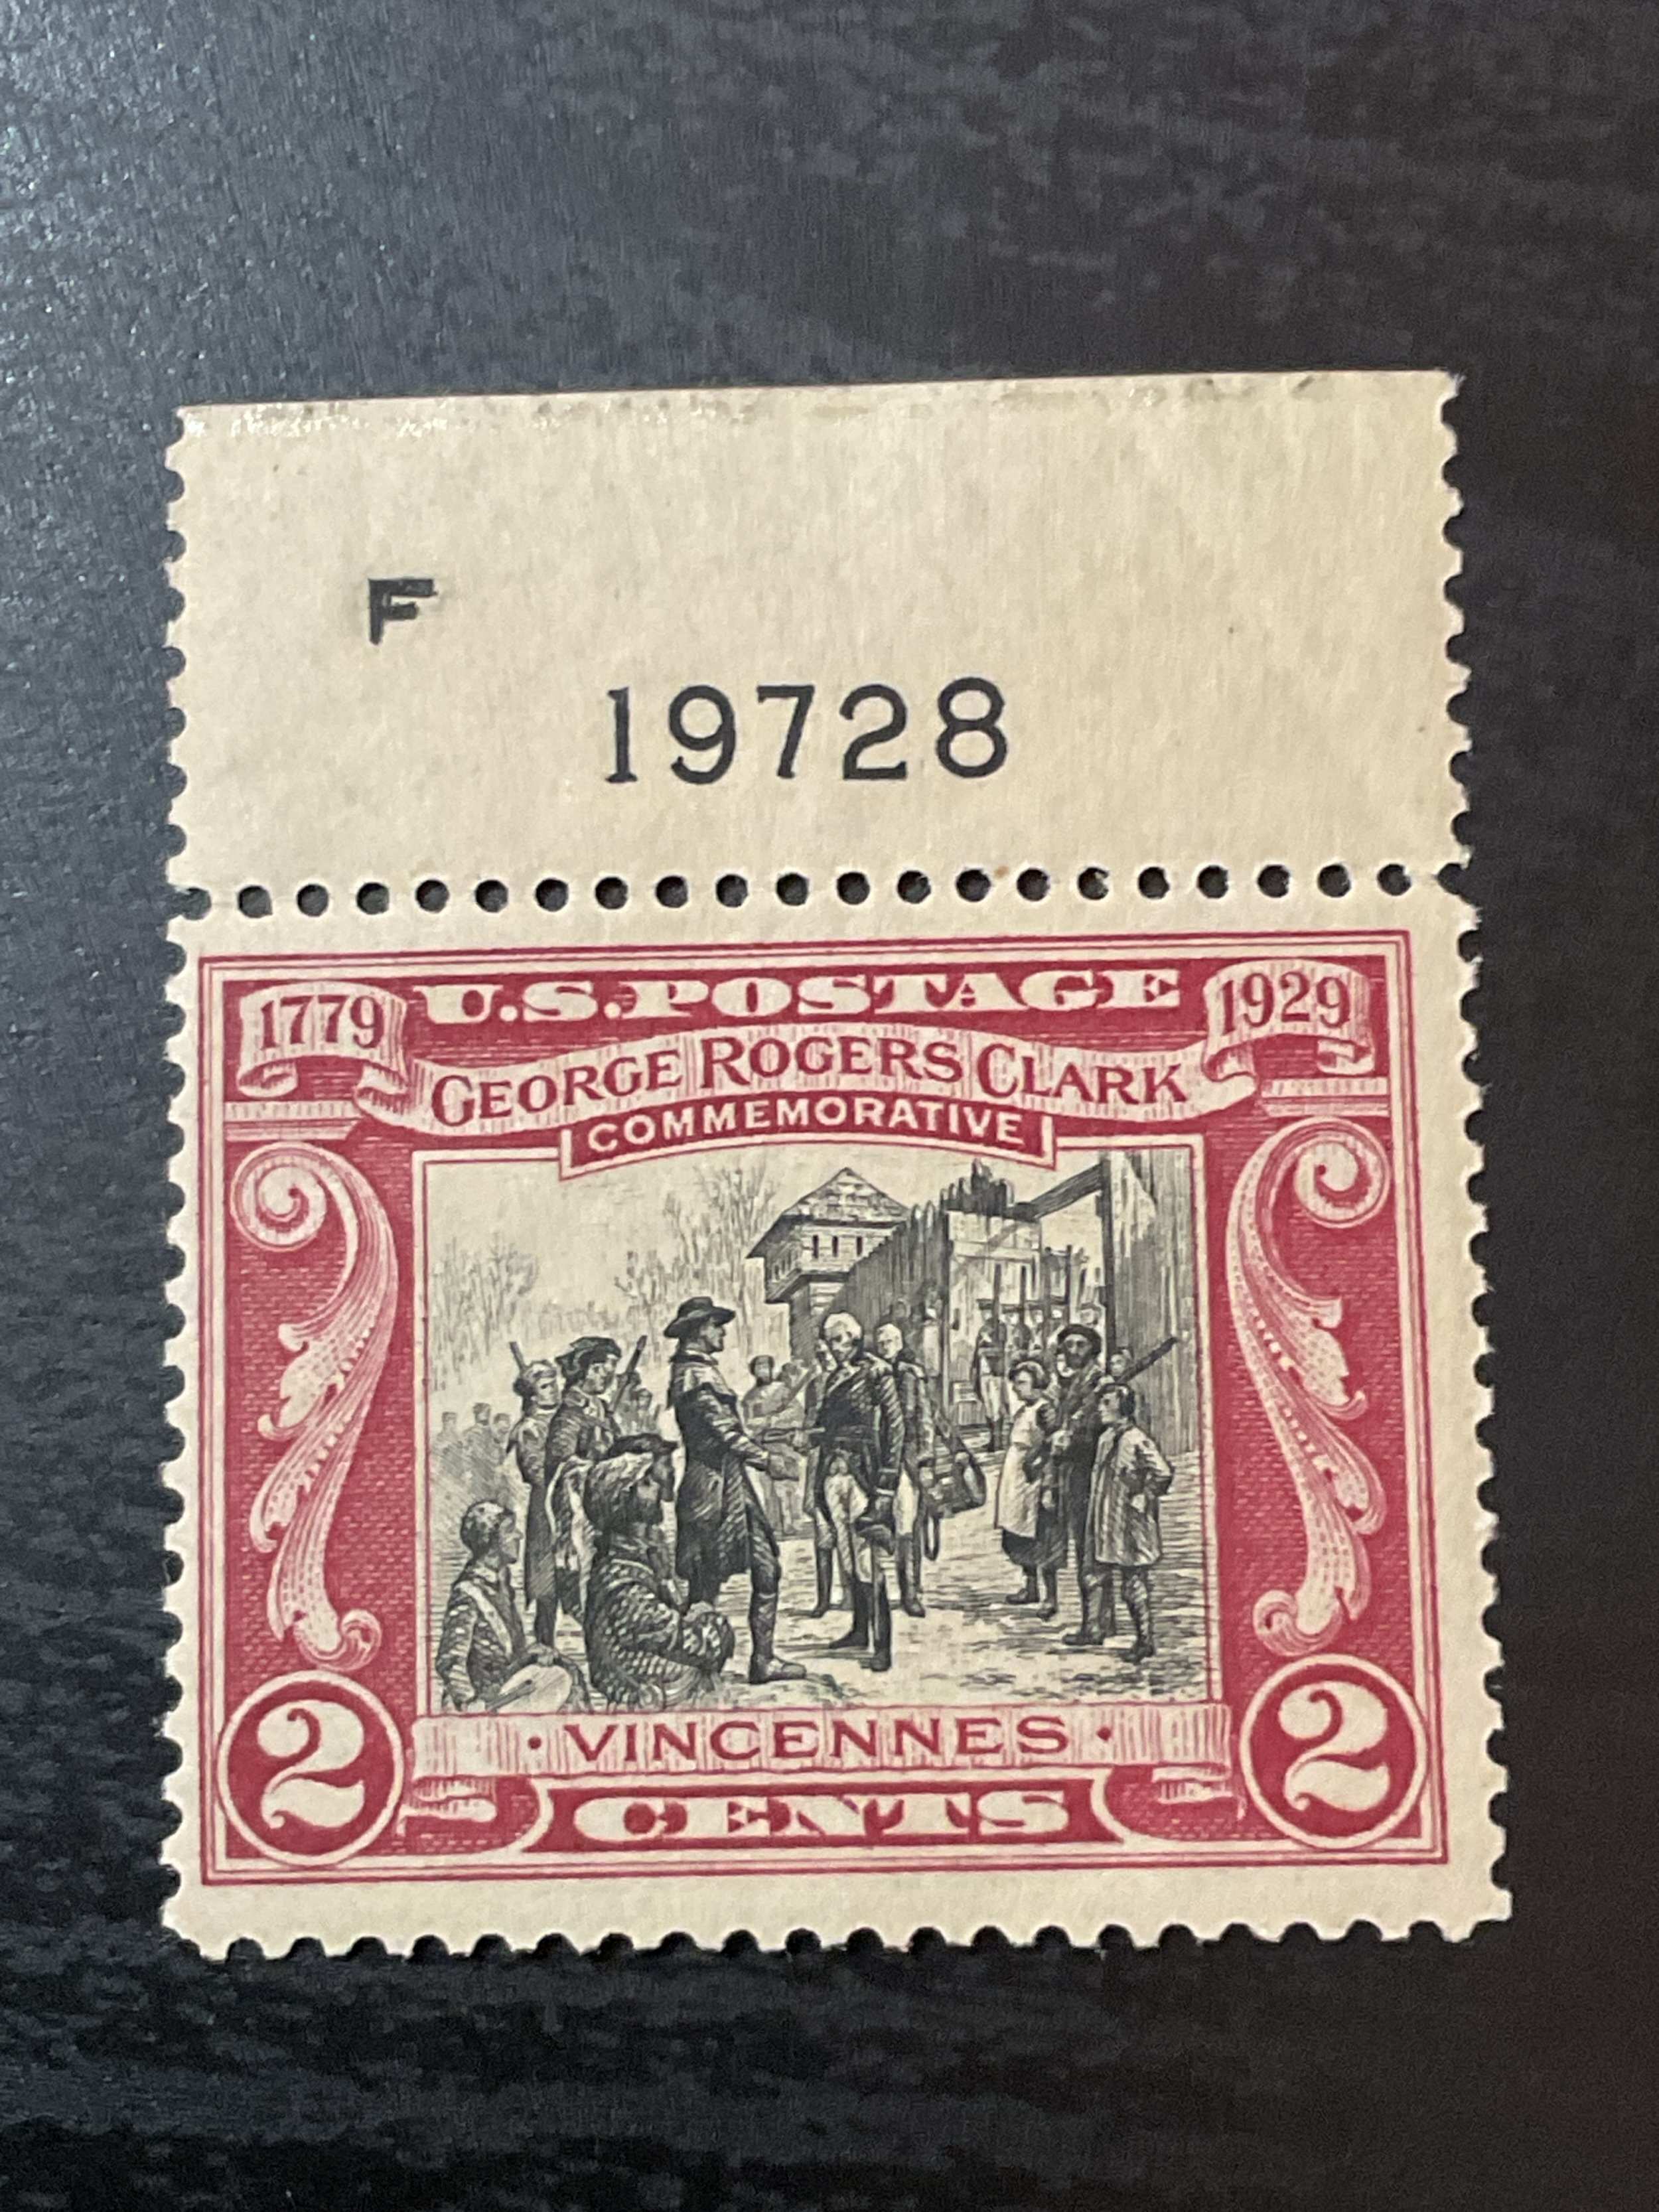 F
19728
1779 U.S. POSTAGE 1929
GEORGE ROGERS CLARK
COMMEMORATIVE
· VINCENNES ·
2 CENTS 2